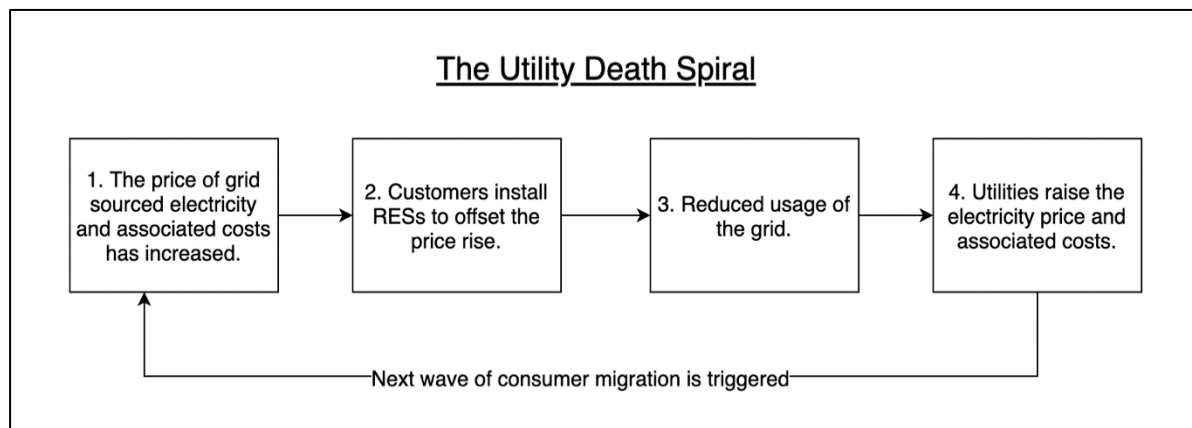 The Utility Death Spiral
1. The price of grid
sourced electricity
and associated costs
has increased.
2. Customers install
RESs to offset the
price rise.
3. Reduced usage of
the grid.
4. Utilities raise the
electricity price and
associated costs.
Next wave of consumer migration is triggered